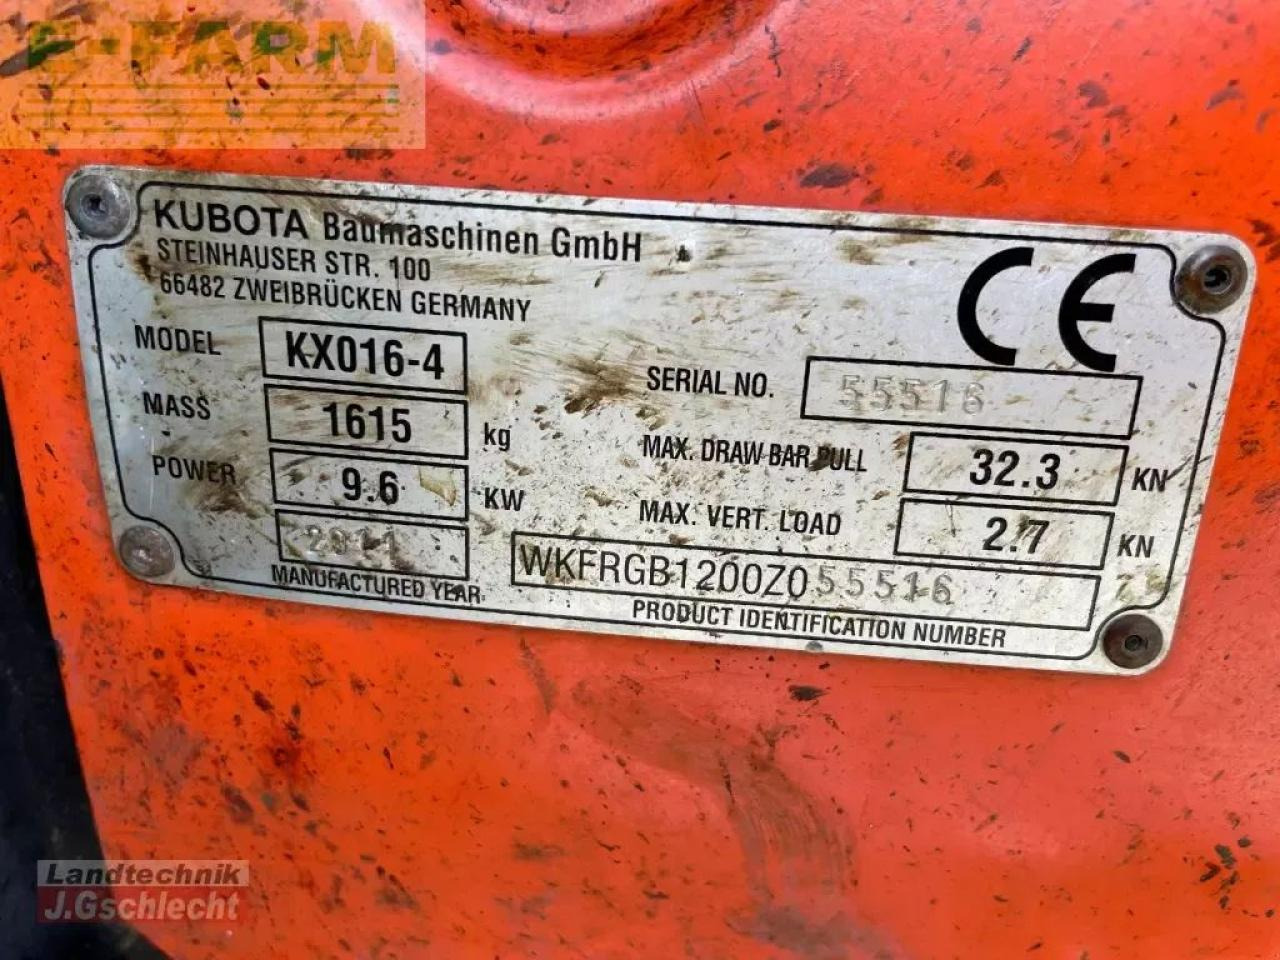 E-FARM
KUBOTA Baumaschinen GmbH
STEINHAUSER STR. 100
66482 ZWEIBRÜCKEN GERMANY
CE
MODEL KX016-4
MASS 1615 kg
POWER 9.6 KW
2011
MANUFACTURED YEAR
SERIAL NO. 55516
MAX. DRAW BAR PULL 32.3 KN
MAX. VERT. LOAD 2.7 KN
WKFRGB1200Z055516
PRODUCT IDENTIFICATION NUMBER
Landtechnik
J.Gschlecht